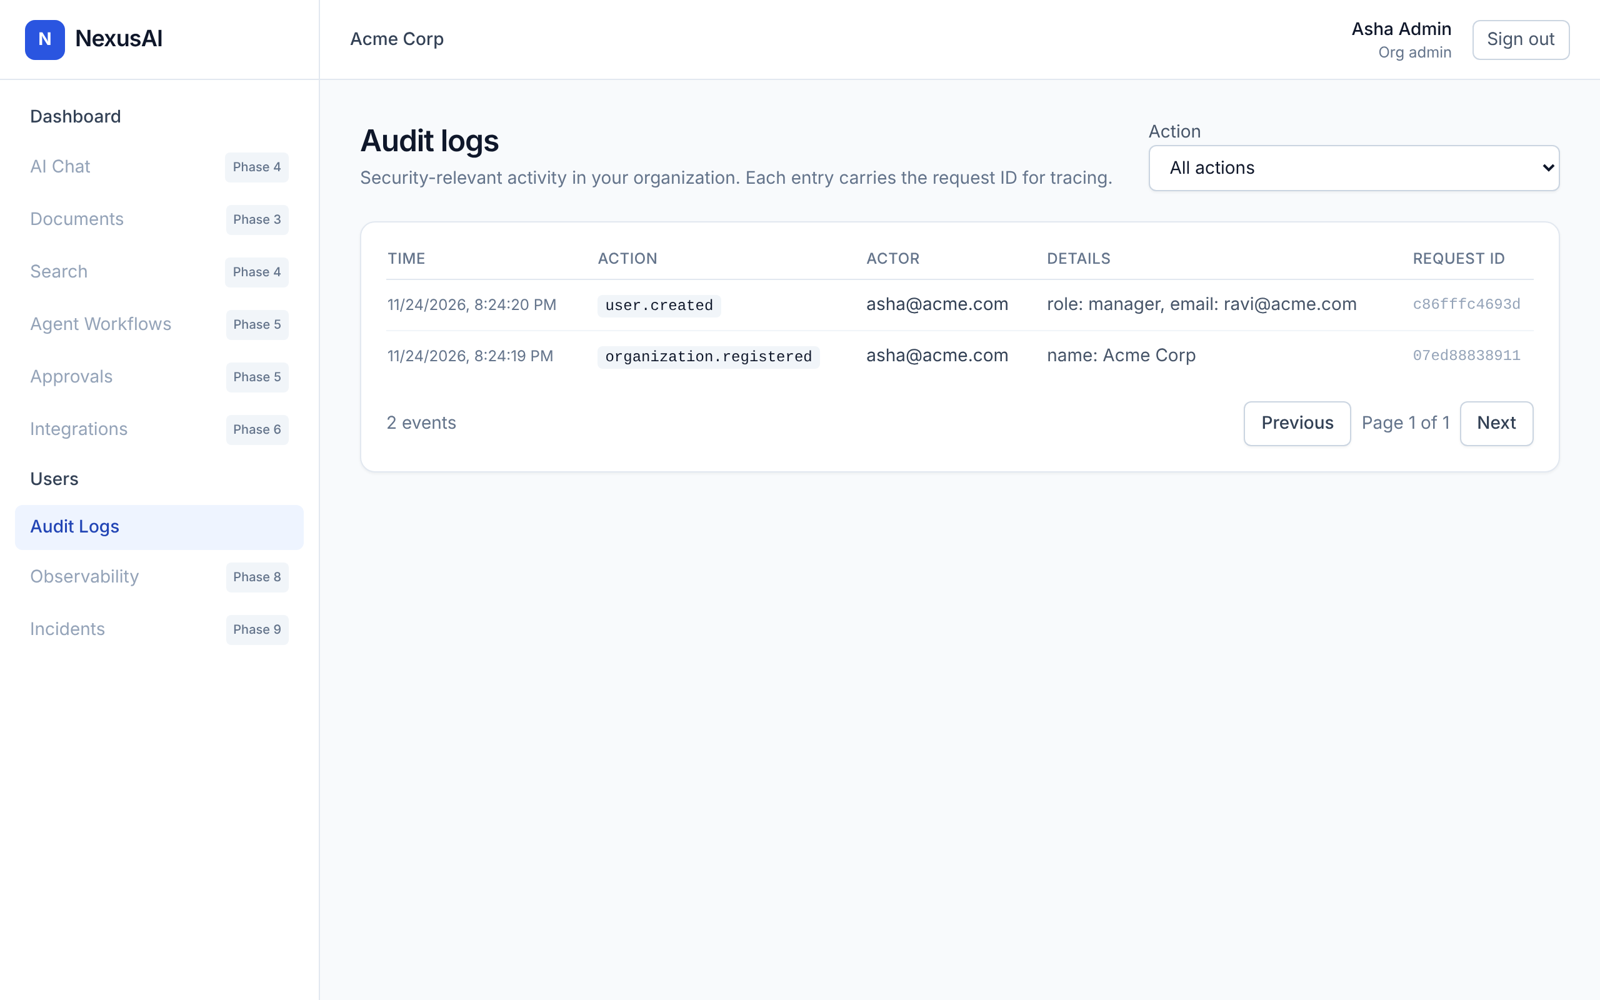 N NexusAI
Acme Corp
Asha Admin
Org admin
Sign out
Dashboard
AI Chat Phase 4
Documents Phase 3
Search Phase 4
Agent Workflows Phase 5
Approvals Phase 5
Integrations Phase 6
Users
Audit Logs
Observability Phase 8
Incidents Phase 9
Audit logs
Security-relevant activity in your organization. Each entry carries the request ID for tracing.
Action
All actions
TIME ACTION ACTOR DETAILS REQUEST ID
11/24/2026, 8:24:20 PM user.created asha@acme.com role: manager, email: ravi@acme.com c86fffc4693d
11/24/2026, 8:24:19 PM organization.registered asha@acme.com name: Acme Corp 07ed88838911
2 events Previous Page 1 of 1 Next